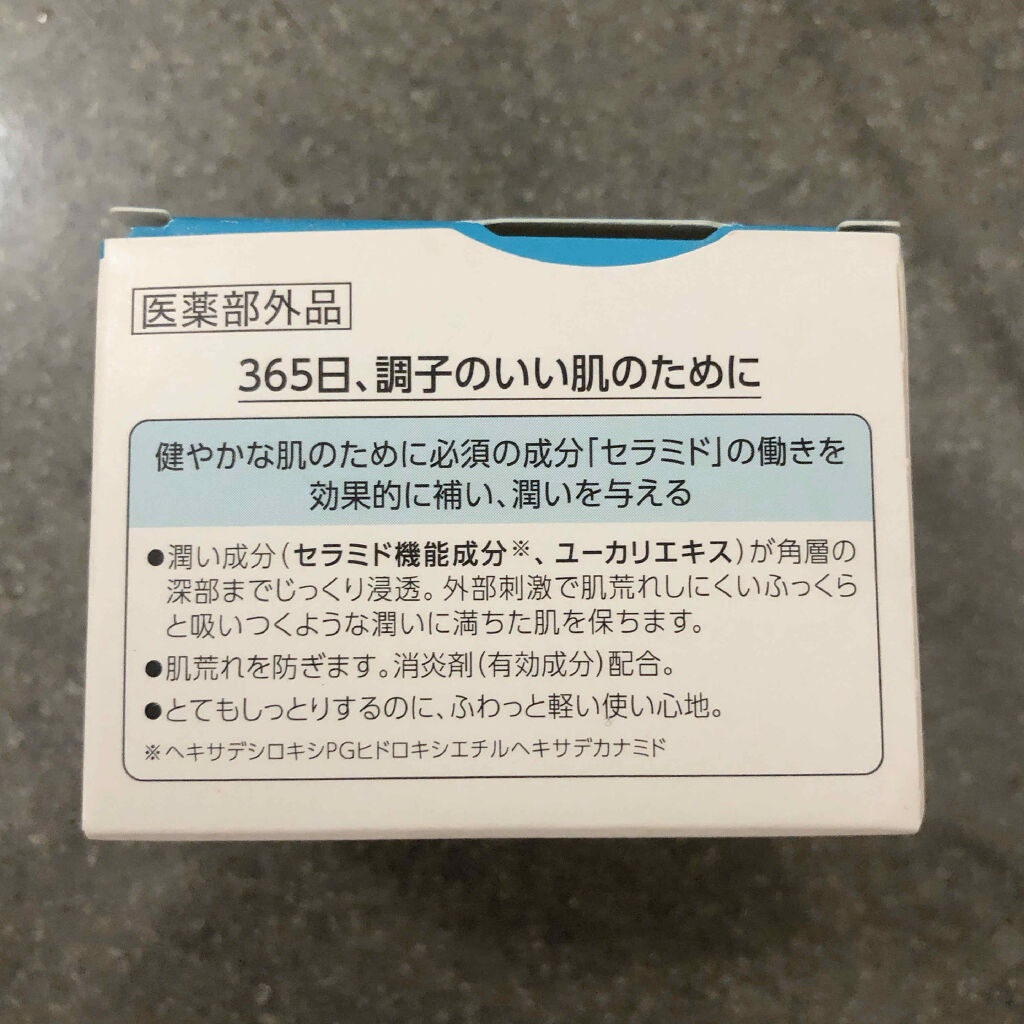 医薬部外品
365日、調子のいい肌のために
健やかな肌のために必須の成分「セラミド」の働きを
効果的に補い、潤いを与える
●潤い成分(セラミド機能成分※、ユーカリエキス)が角層の
深部までじっくり浸透。外部刺激で肌荒れしにくいふっくら
と吸いつくような潤いに満ちた肌を保ちます。
●肌荒れを防ぎます。消炎剤(有効成分)配合。
●とてもしっとりするのに、ふわっと軽い使い心地。
※ヘキサデシロキシPGヒドロキシエチルヘキサデカナミド